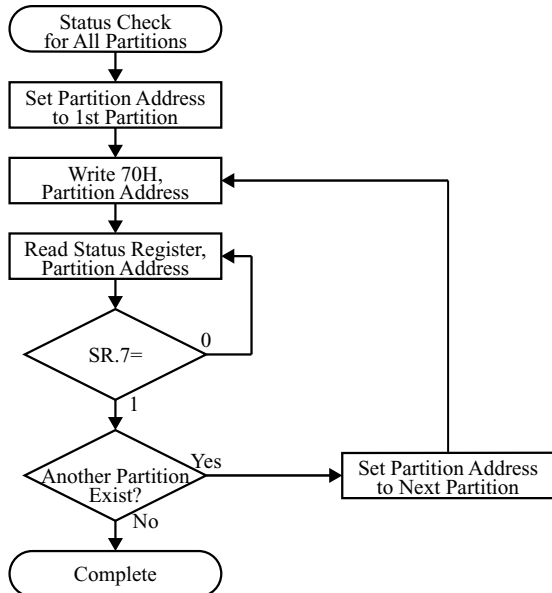 Status Check
for All Partitions
Set Partition Address
to 1st Partition
Write 70H,
Partition Address
Read Status Register,
Partition Address
SR.7=
0
1
Another Partition
Exist?
Yes
Set Partition Address
to Next Partition
No
Complete